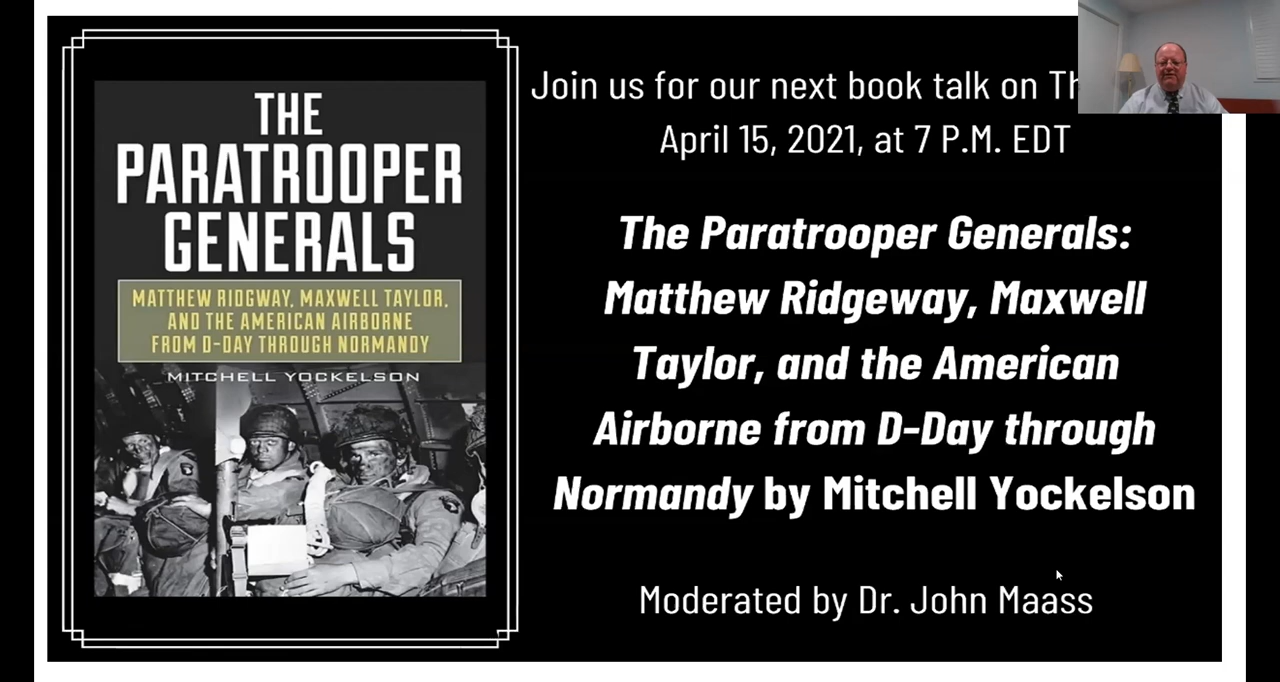 THE
PARATROOPER
GENERALS
MATTHEW RIDGWAY, MAXWELL TAYLOR,
AND THE AMERICAN AIRBORNE
FROM D-DAY THROUGH NORMANDY
MITCHELL YOCKELSON
Join us for our next book talk on
April 15, 2021, at 7 P.M. EDT
The Paratrooper Generals:
Matthew Ridgeway, Maxwell
Taylor, and the American
Airborne from D-Day through
Normandy by Mitchell Yockelson
Moderated by Dr. John Maass